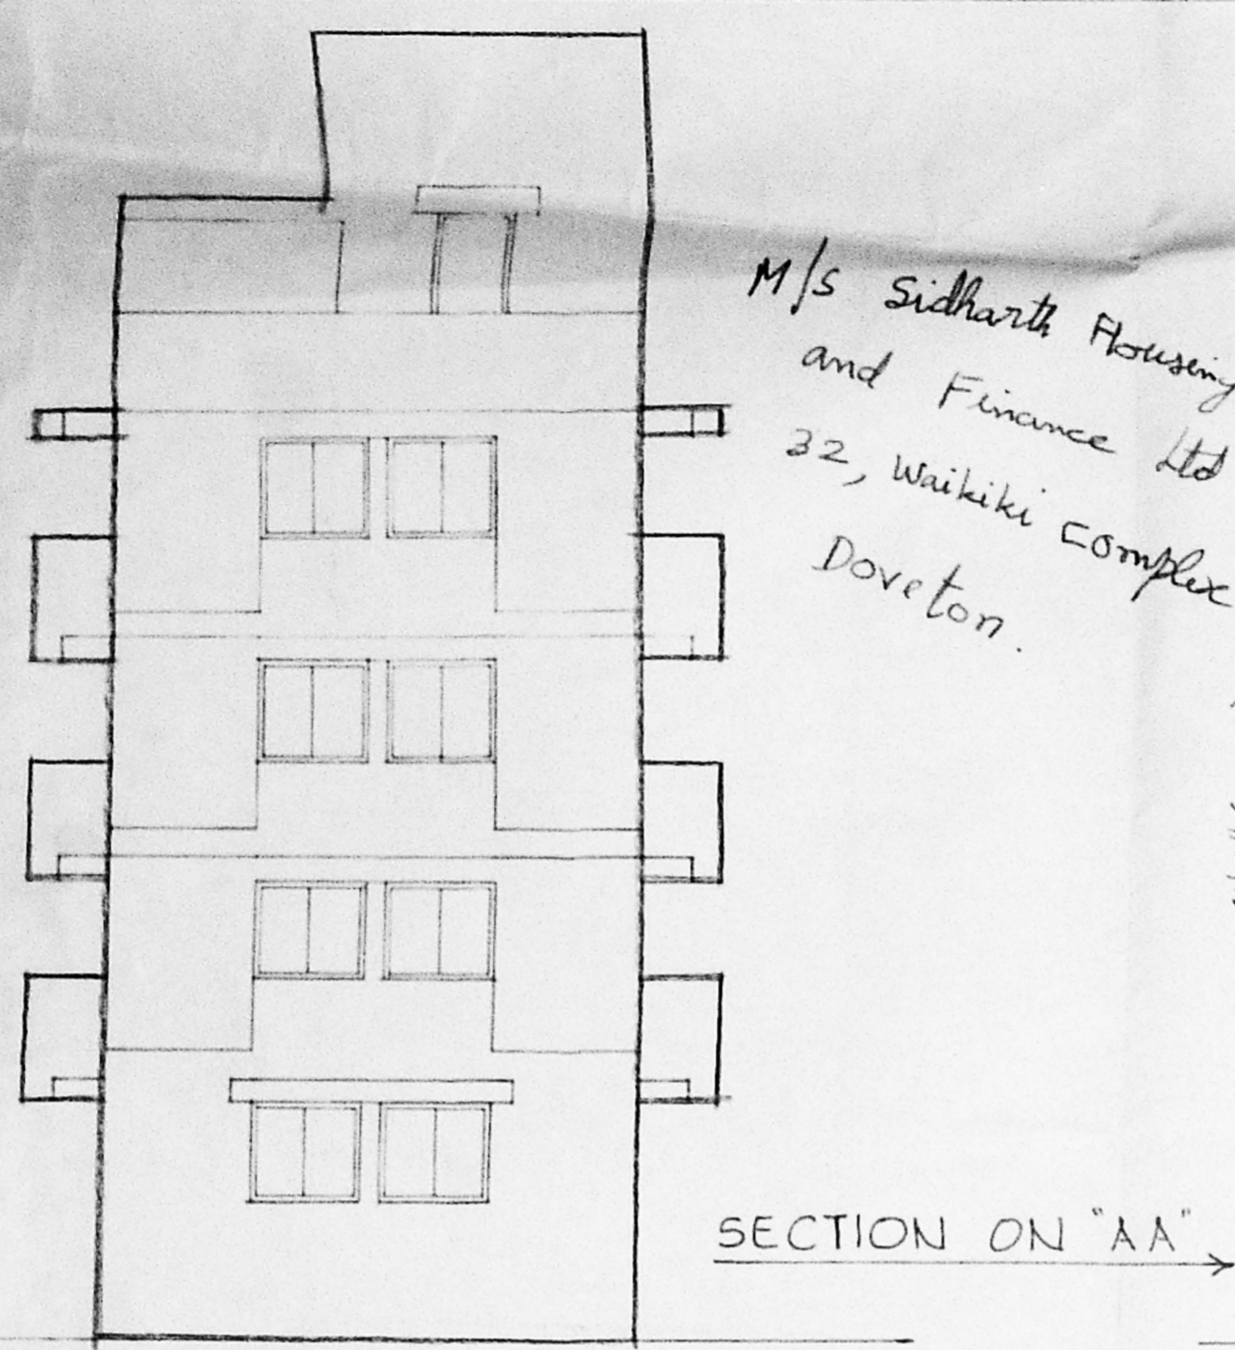 M/S Sidharth Housing
and Finance Ltd
32, Waikiki Complex
Doveton.
SECTION ON "AA"